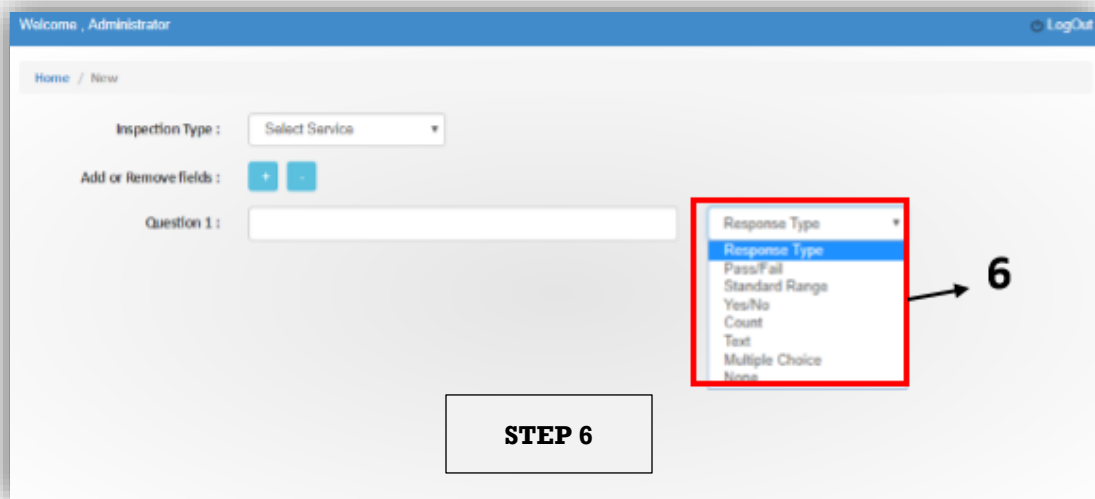 Welcome , Administrator
LogOut
Home / New
Inspection Type :
Select Service
Add or Remove fields :
+ -
Question 1 :
Response Type
Response Type
Pass/Fail
Standard Range
Yes/No
Count
Text
Multiple Choice
None
6
STEP 6